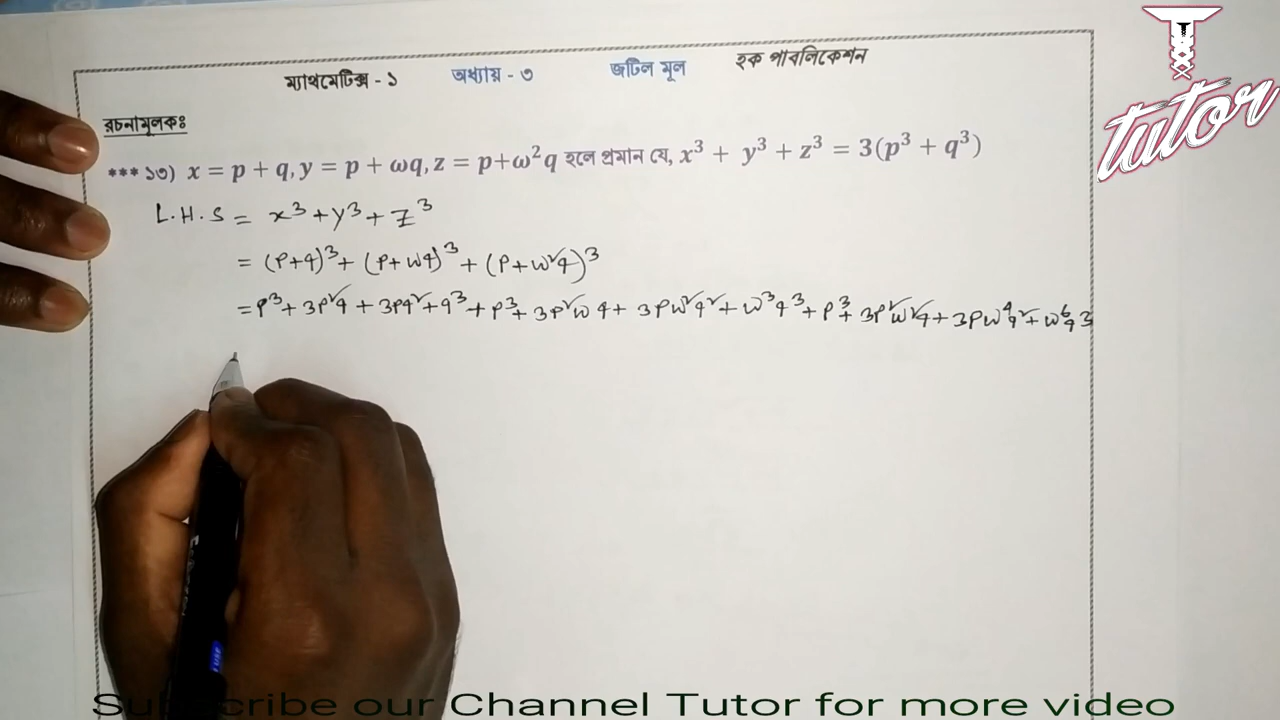 ম্যাথমেটিক্স - ১ অধ্যায় - ৩ জটিল মূল হক পাবলিকেশন
T
tutor
রচনামূলকঃ
*** ১৩) x = p + q, y = p + ωq, z = p+ω²q হলে প্রমান যে, x³ + y³ + z³ = 3(p³ + q³)
L.H.S = x³ + y³ + z³
= (p+q)³ + (p+ωq)³ + (p+ω²q)³
= p³ + 3p²q + 3pq² + q³ + p³ + 3p²ωq + 3pω²q² + ω³q³ + p³ + 3p²ω²q + 3pω⁴q² + ω⁶q³
Subscribe our Channel Tutor for more video